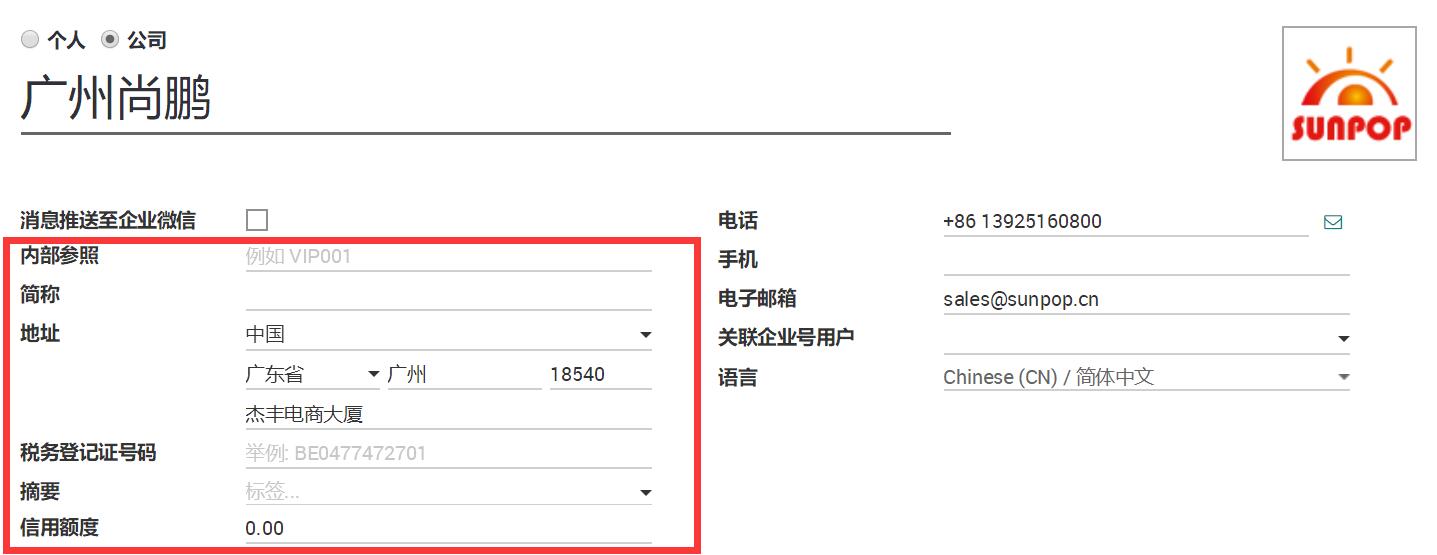 个人 公司
广州尚鹏
SUNPOP
消息推送至企业微信
内部参照 例如 VIP001
简称
地址 中国
广东省 广州 18540
杰丰电商大厦
税务登记证号码 举例: BE0477472701
摘要 标签...
信用额度 0.00
电话 +86 13925160800
手机
电子邮箱 sales@sunpop.cn
关联企业号用户
语言 Chinese (CN) / 简体中文